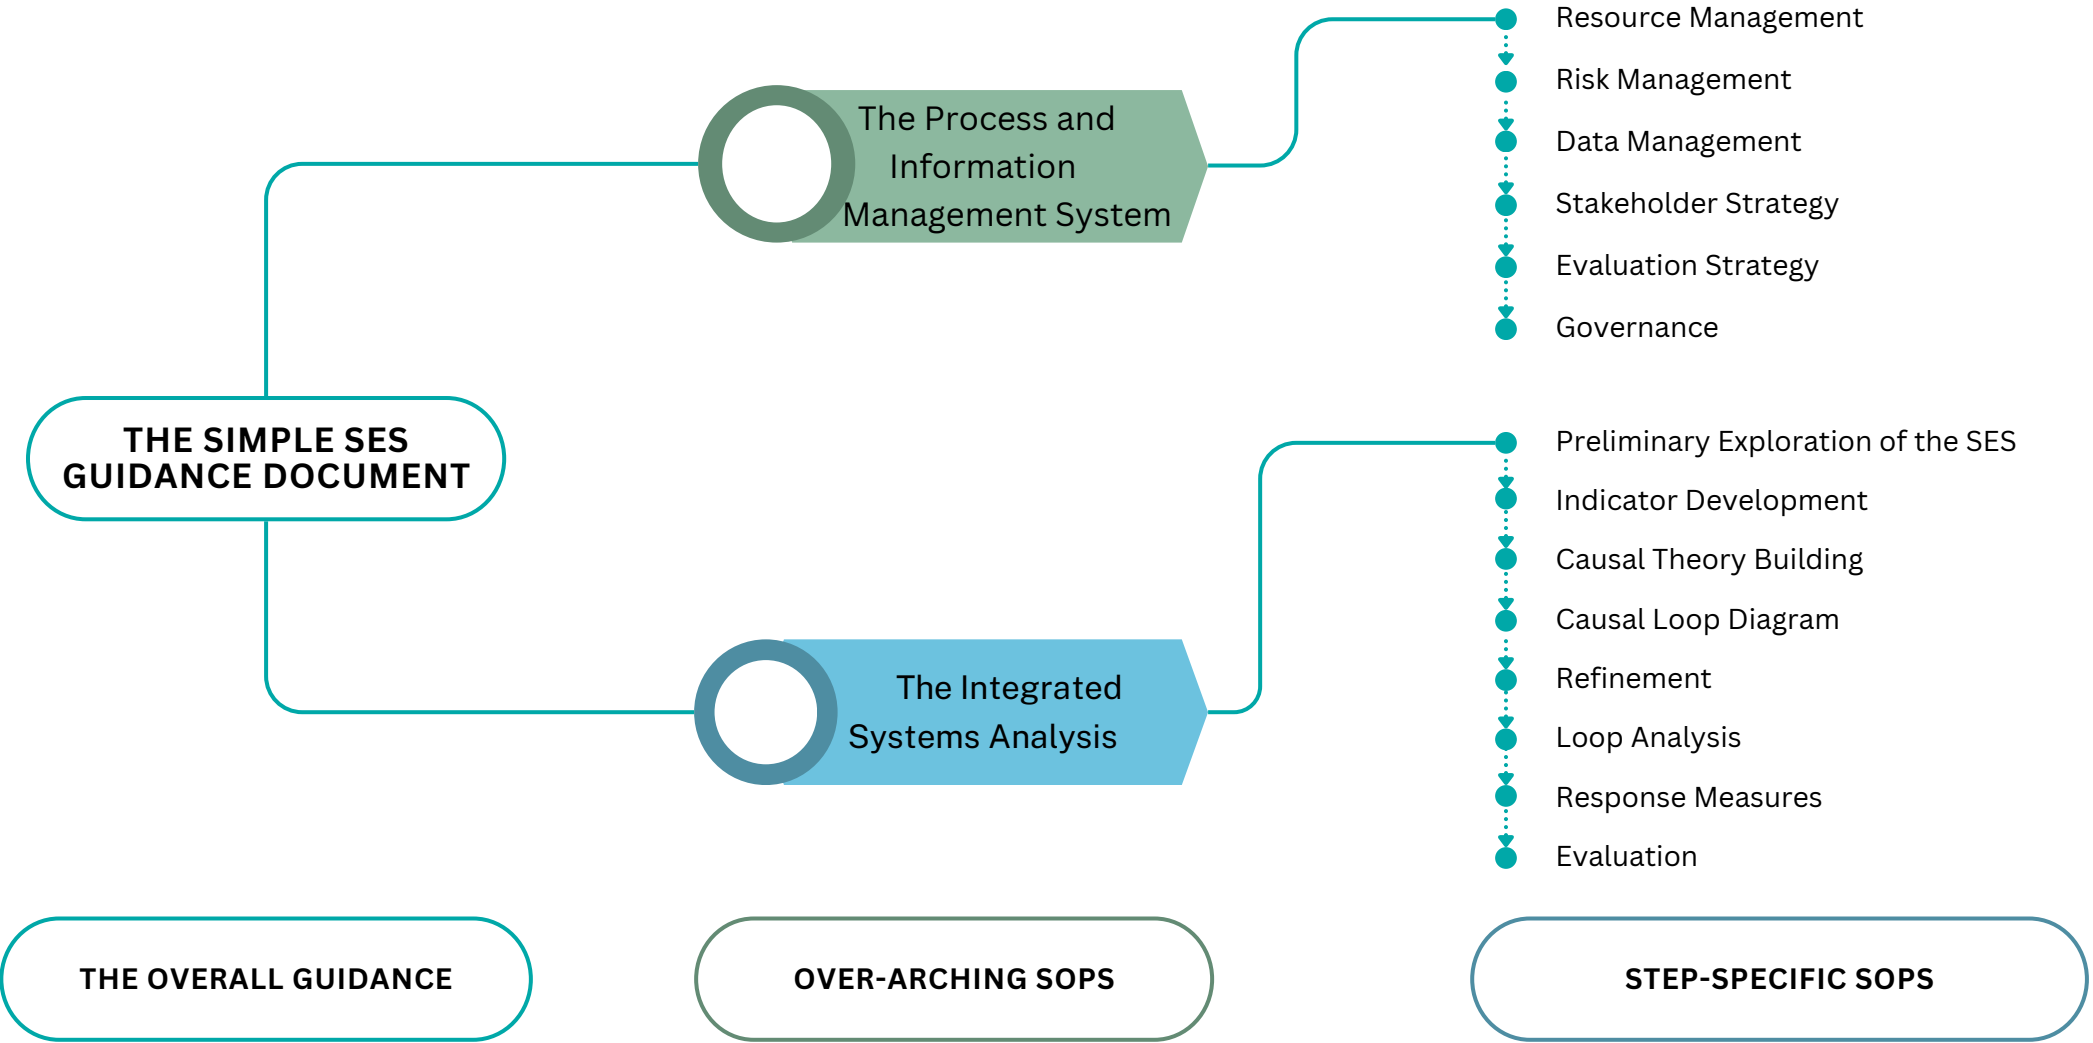 THE SIMPLE SES
GUIDANCE DOCUMENT
The Process and
Information
Management System
Resource Management
Risk Management
Data Management
Stakeholder Strategy
Evaluation Strategy
Governance
The Integrated
Systems Analysis
Preliminary Exploration of the SES
Indicator Development
Causal Theory Building
Causal Loop Diagram
Refinement
Loop Analysis
Response Measures
Evaluation
THE OVERALL GUIDANCE
OVER-ARCHING SOPS
STEP-SPECIFIC SOPS